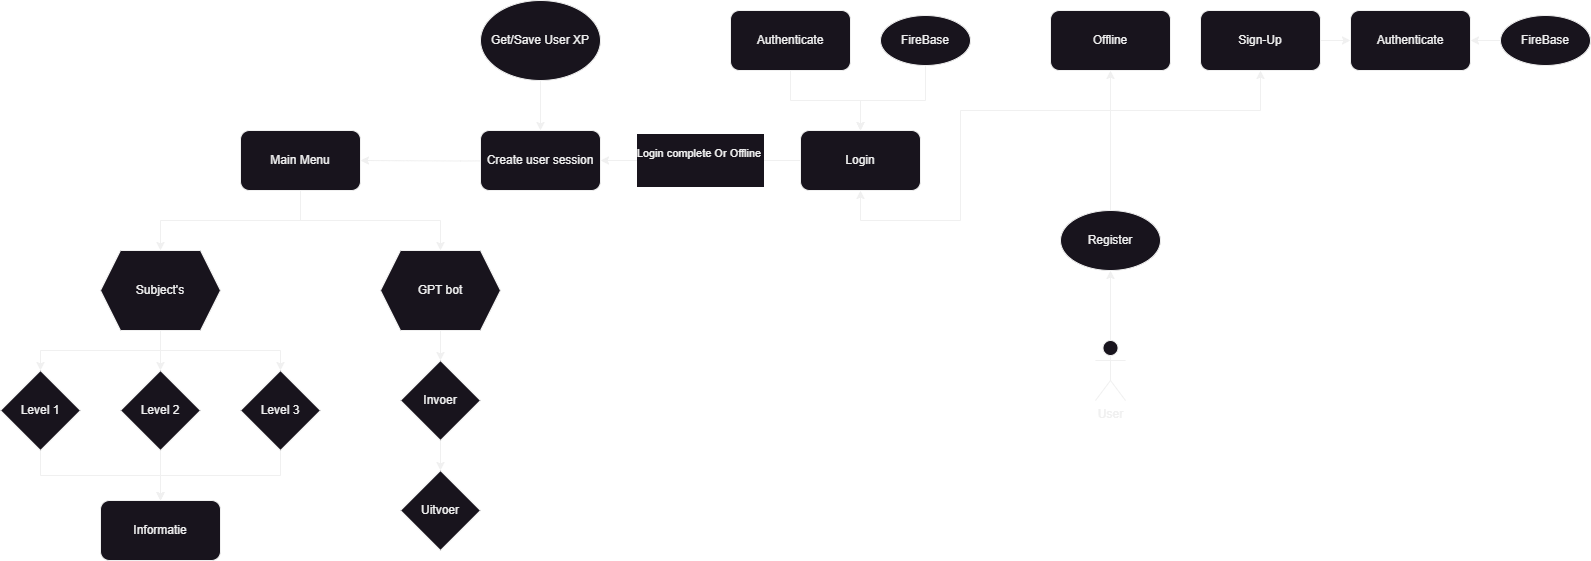 Get/Save User XP
Authenticate
FireBase
Offline
Sign-Up
Authenticate
FireBase
Main Menu
Create user session
Login complete Or Offline
Login
Register
Subject's
GPT bot
User
Level 1
Level 2
Level 3
Invoer
Informatie
Uitvoer